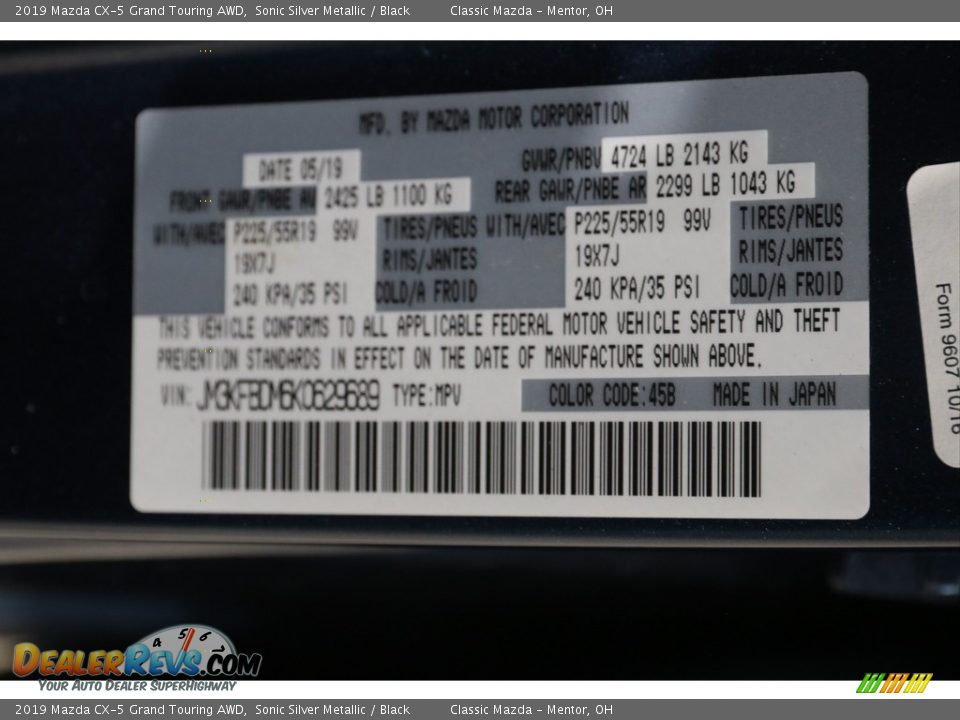 2019 Mazda CX-5 Grand Touring AWD, Sonic Silver Metallic / Black Classic Mazda - Mentor, OH
MFD. BY MAZDA MOTOR CORPORATION
DATE 05/19 GVWR/PNBV 4724 LB 2143 KG
FRONT GAWR/PNBE AV 2425 LB 1100 KG REAR GAWR/PNBE AR 2299 LB 1043 KG
WITH/AVEC P225/55R19 99V TIRES/PNEUS WITH/AVEC P225/55R19 99V TIRES/PNEUS
19X7J RIMS/JANTES 19X7J RIMS/JANTES
240 KPA/35 PSI COLD/A FROID 240 KPA/35 PSI COLD/A FROID
THIS VEHICLE CONFORMS TO ALL APPLICABLE FEDERAL MOTOR VEHICLE SAFETY AND THEFT
PREVENTION STANDARDS IN EFFECT ON THE DATE OF MANUFACTURE SHOWN ABOVE.
VIN: JM3KFBDM6K0629689 TYPE:MPV COLOR CODE:45B MADE IN JAPAN
Form 9607 10/16
4 5 6 7
DEALERREVS.COM
YOUR AUTO DEALER SUPERHIGHWAY
2019 Mazda CX-5 Grand Touring AWD, Sonic Silver Metallic / Black Classic Mazda - Mentor, OH